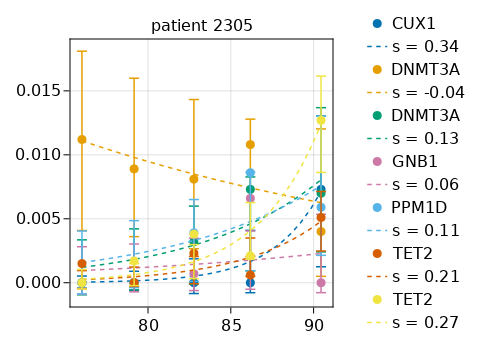 patient 2305
0.015
0.010
0.005
0.000
80
85
90
CUX1
s = 0.34
DNMT3A
s = -0.04
DNMT3A
s = 0.13
GNB1
s = 0.06
PPM1D
s = 0.11
TET2
s = 0.21
TET2
s = 0.27